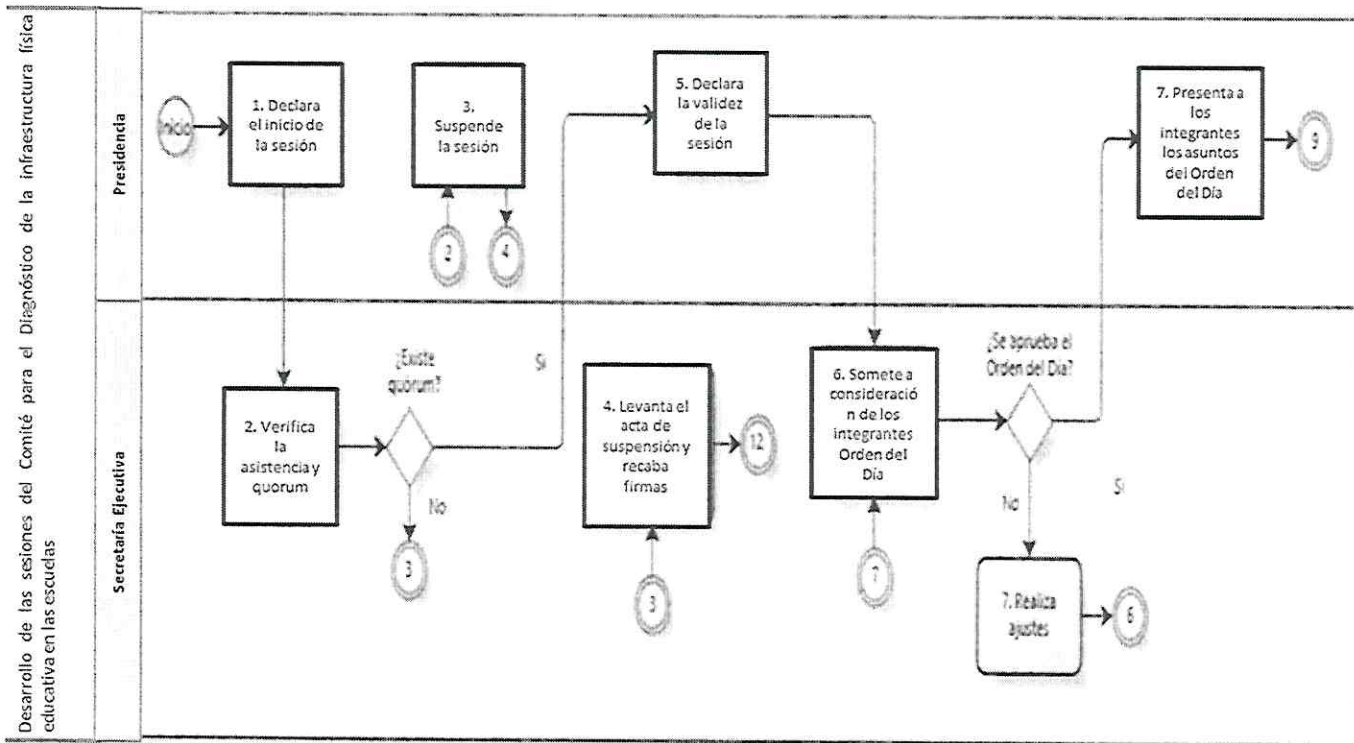 Desarrollo de las sesiones del Comité para el Diagnóstico de la infraestructura física
educativa en las escuelas
Presidencia
Inicio
1. Declara
el inicio de
la sesión
3.
Suspende
la sesión
2
4
5. Declara
la validez
de la
sesión
7. Presenta a
los
integrantes
los asuntos
del Orden
del Día
9
Secretaría Ejecutiva
2. Verifica
la
asistencia y
quorum
¿Existe
quórum?
Si
No
3
4. Levanta el
acta de
suspensión y
recaba
firmas
12
3
6. Somete a
consideració
n de los
integrantes
Orden del
Día
7
¿Se aprueba el
Orden del Día?
Si
No
7. Realiza
ajustes
6